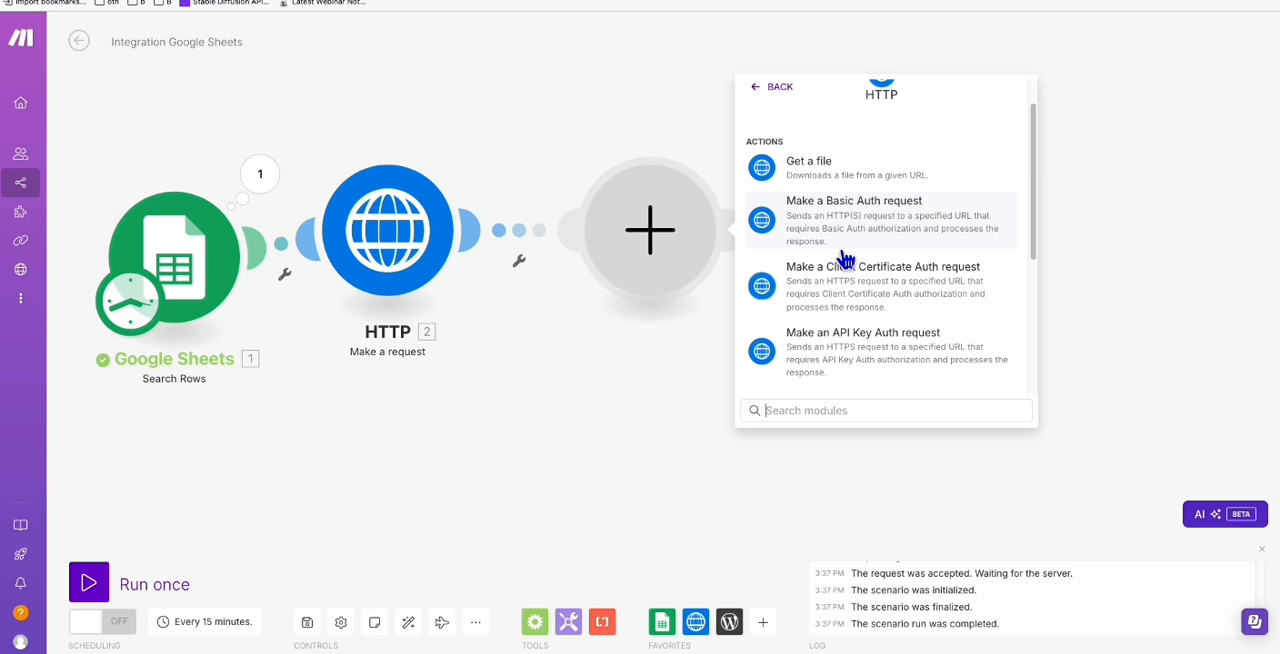 Import bookmarks... oth b B Stable Diffusion API... Latest Webinar Not...
Integration Google Sheets
BACK
HTTP
ACTIONS
Get a file
Downloads a file from a given URL.
Make a Basic Auth request
Sends an HTTP(S) request to a specified URL that
requires Basic Auth authorization and processes the
response.
Make a Client Certificate Auth request
Sends an HTTPS request to a specified URL that
requires Client Certificate Auth authorization and
processes the response.
Make an API Key Auth request
Sends an HTTPS request to a specified URL that
requires API Key Auth authorization and processes the
response.
Search modules
1
HTTP 2
Make a request
Google Sheets 1
Search Rows
AI BETA
Run once
OFF
Every 15 minutes.
SCHEDULING
CONTROLS
TOOLS
FAVORITES
3:37 PM The request was accepted. Waiting for the server.
3:37 PM The scenario was initialized.
3:37 PM The scenario was finalized.
3:37 PM The scenario run was completed.
LOG